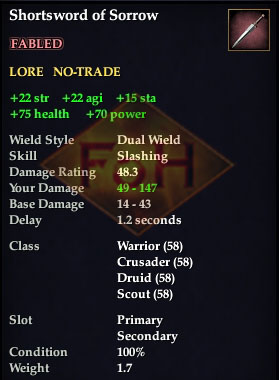 Shortsword of Sorrow
FABLED
LORE NO-TRADE
+22 str +22 agi +15 sta
+75 health +70 power
Wield Style Dual Wield
Skill Slashing
Damage Rating 48.3
Your Damage 49 - 147
Base Damage 14 - 43
Delay 1.2 seconds
Class Warrior (58)
Crusader (58)
Druid (58)
Scout (58)
Slot Primary
Secondary
Condition 100%
Weight 1.7